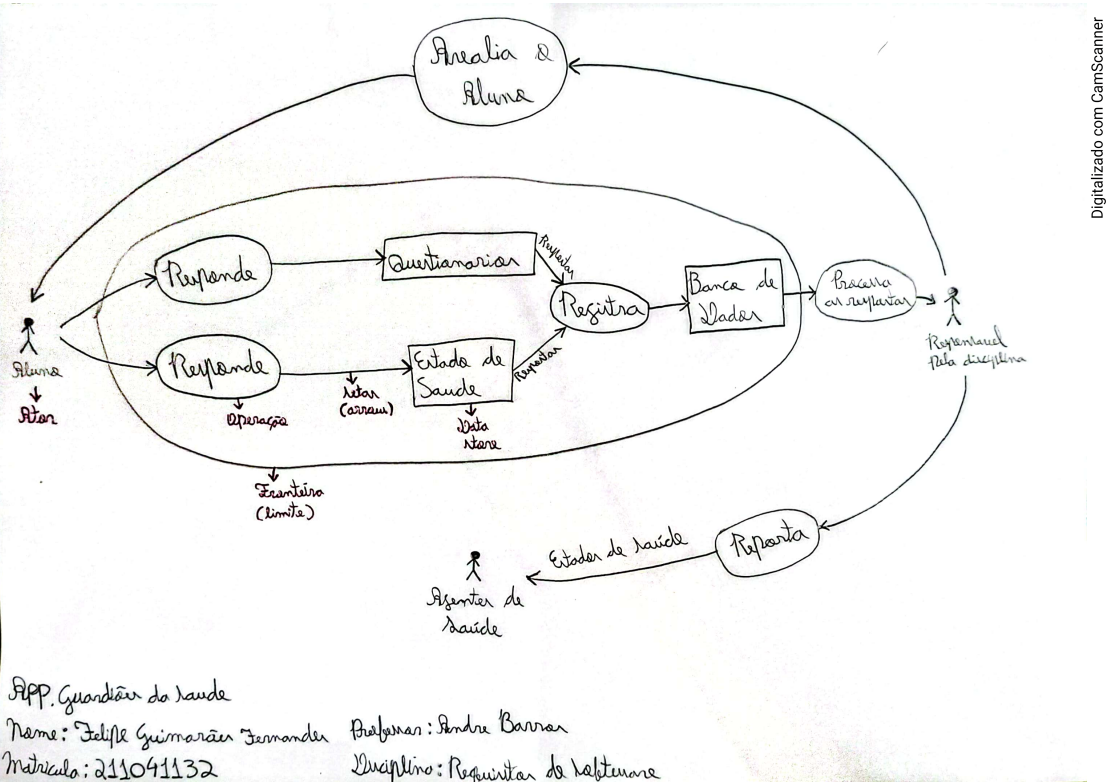 Avalia o
Aluno
Responde
Questionarios
Respostas
Registra
Banco de
Dados
Processa
as respostas
Responsavel
pela disciplina
Aluno
Ator
Responde
Operação
setas
(arrow)
Estado de
Saude
Respostas
Data
store
Fronteira
(limite)
Reporta
Estados de saúde
Agentes de
Saúde
APP. Guardiões da saude
Nome: Felipe Guimarães Fernandes
Professor: Andre Barros
Matricula: 211041132
Disciplina: Requisitos de software
Digitalizado com CamScanner